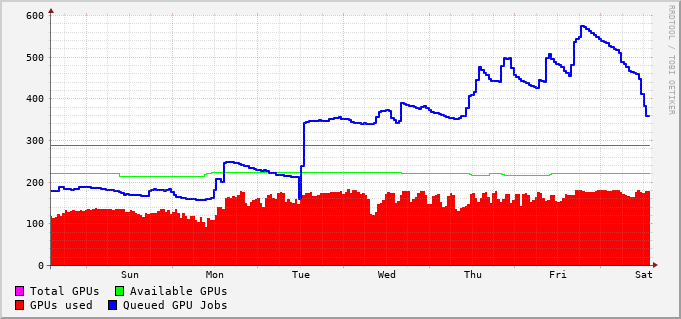 600
500
400
300
200
100
0
Sun Mon Tue Wed Thu Fri Sat
Total GPUs Available GPUs
GPUs used Queued GPU Jobs
RRDTOOL / TOBI OETIKER